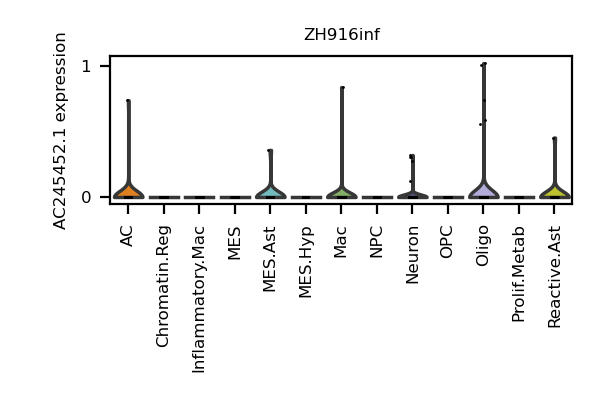 ZH916inf
AC245452.1 expression
1
0
AC
Chromatin.Reg
Inflammatory.Mac
MES
MES.Ast
MES.Hyp
Mac
NPC
Neuron
OPC
Oligo
Prolif.Metab
Reactive.Ast